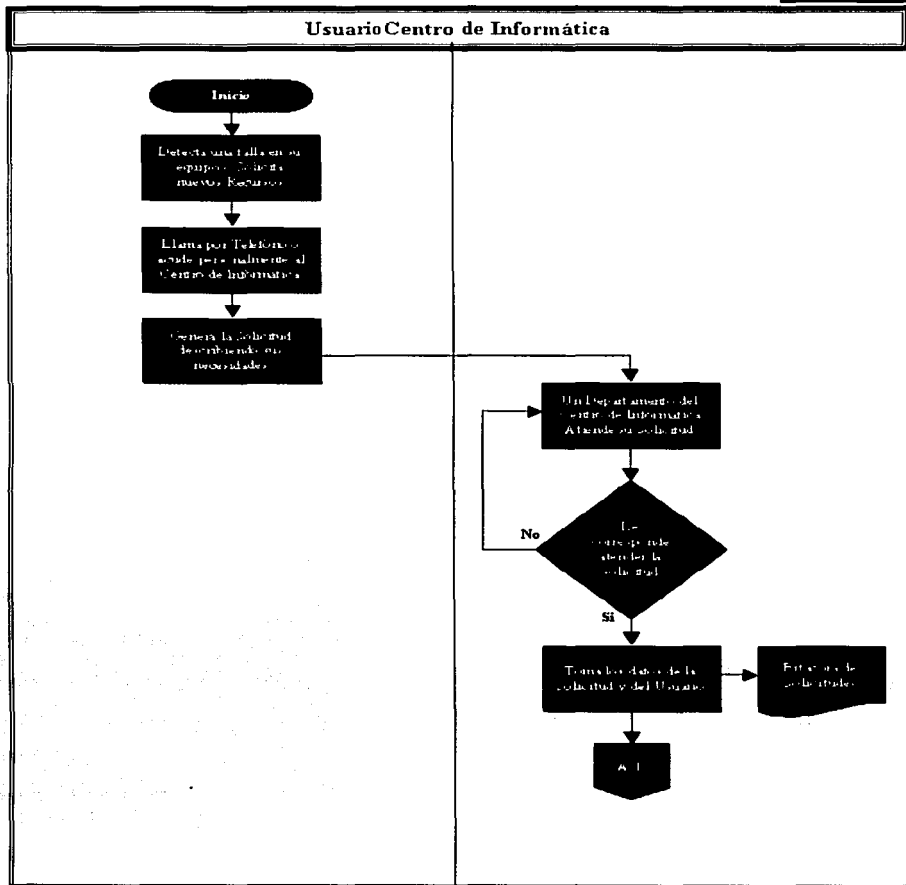 Usuario Centro de Informática
Inicio
Detecta una falla en su
equipo o Solicita
nuevos Recursos
Llama por Teléfono o
acude personalmente al
Centro de Informática
Genera la Solicitud
describiendo sus
necesidades
Un Departamento del
Centro de Informática
Atiende su Solicitud
No
Le
corresponde
atender la
solicitud
Si
Toma los datos de la
Solicitud y del Usuario
Bitácora de
Solicitudes